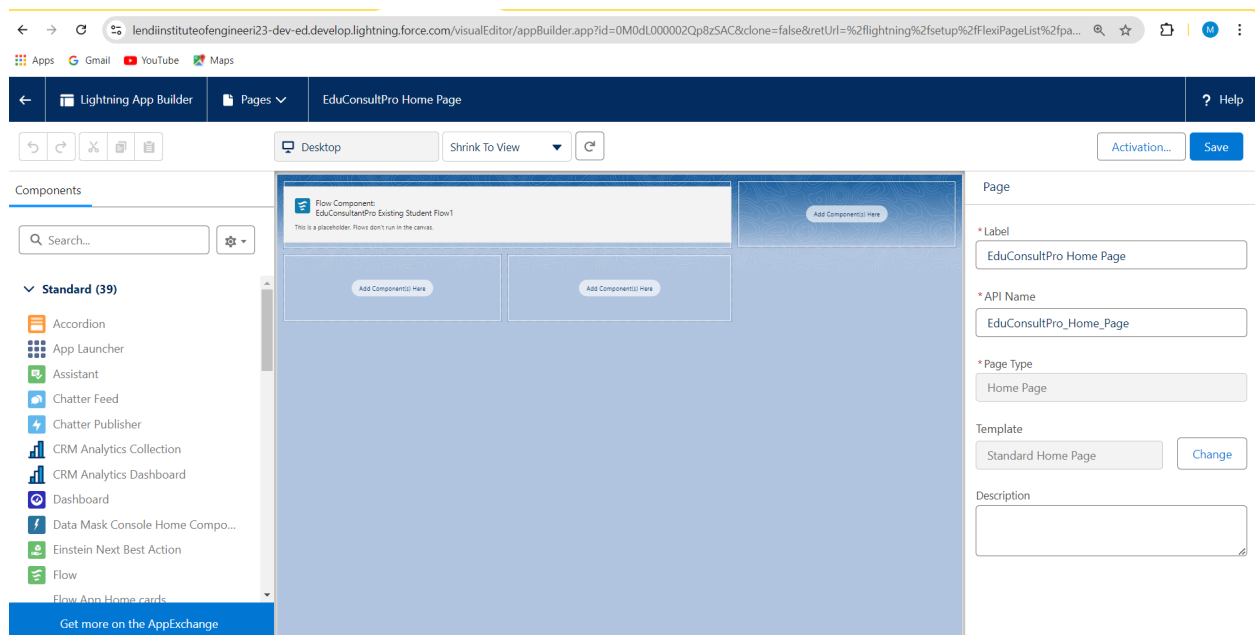 lendiinstituteofengineeri23-dev-ed.develop.lightning.force.com/visualEditor/appBuilder.app?id=0M0dL000002Qp8zSAC&clone=false&retUrl=%2flightning%2fsetup%2fFlexiPageList%2fpa...
M
Apps Gmail YouTube Maps
Lightning App Builder Pages EduConsultPro Home Page ? Help
Desktop Shrink To View Activation... Save
Components
Search...
Standard (39)
Accordion
App Launcher
Assistant
Chatter Feed
Chatter Publisher
CRM Analytics Collection
CRM Analytics Dashboard
Dashboard
Data Mask Console Home Compo...
Einstein Next Best Action
Flow
Flow App Home cards
Get more on the AppExchange
Flow Component:
EduConsultantPro Existing Student Flow1
This is a placeholder. Flows don't run in the canvas.
Add Component(s) Here
Add Component(s) Here
Add Component(s) Here
Page
*Label
EduConsultPro Home Page
*API Name
EduConsultPro_Home_Page
*Page Type
Home Page
Template
Standard Home Page
Change
Description